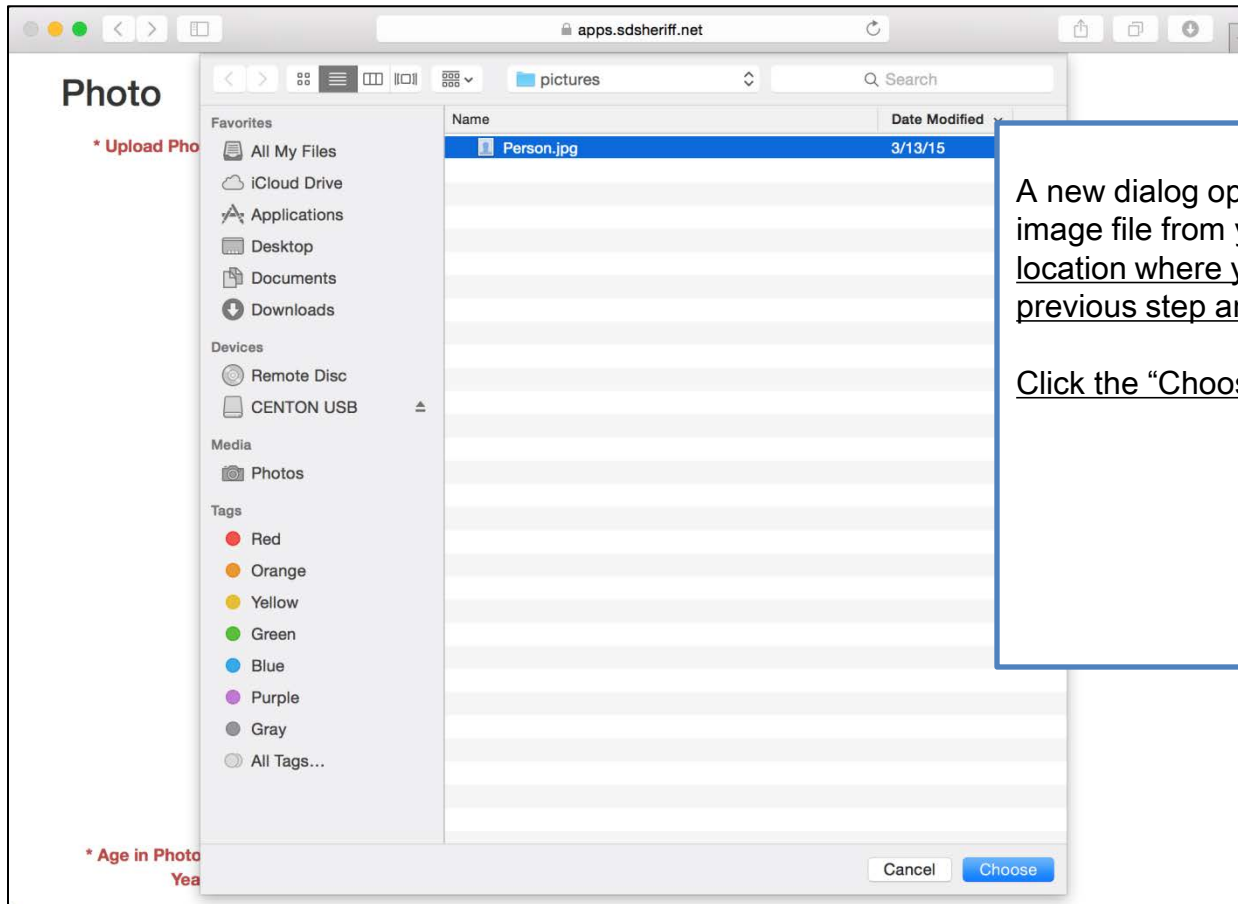 apps.sdsheriff.net
Photo
* Upload Pho
pictures
Search
Favorites
All My Files
iCloud Drive
Applications
Desktop
Documents
Downloads
Devices
Remote Disc
CENTON USB
Media
Photos
Tags
Red
Orange
Yellow
Green
Blue
Purple
Gray
All Tags...
Name
Date Modified
Person.jpg
3/13/15
A new dialog op
image file from y
location where y
previous step an
Click the “Choos
* Age in Photo
Yea
Cancel
Choose